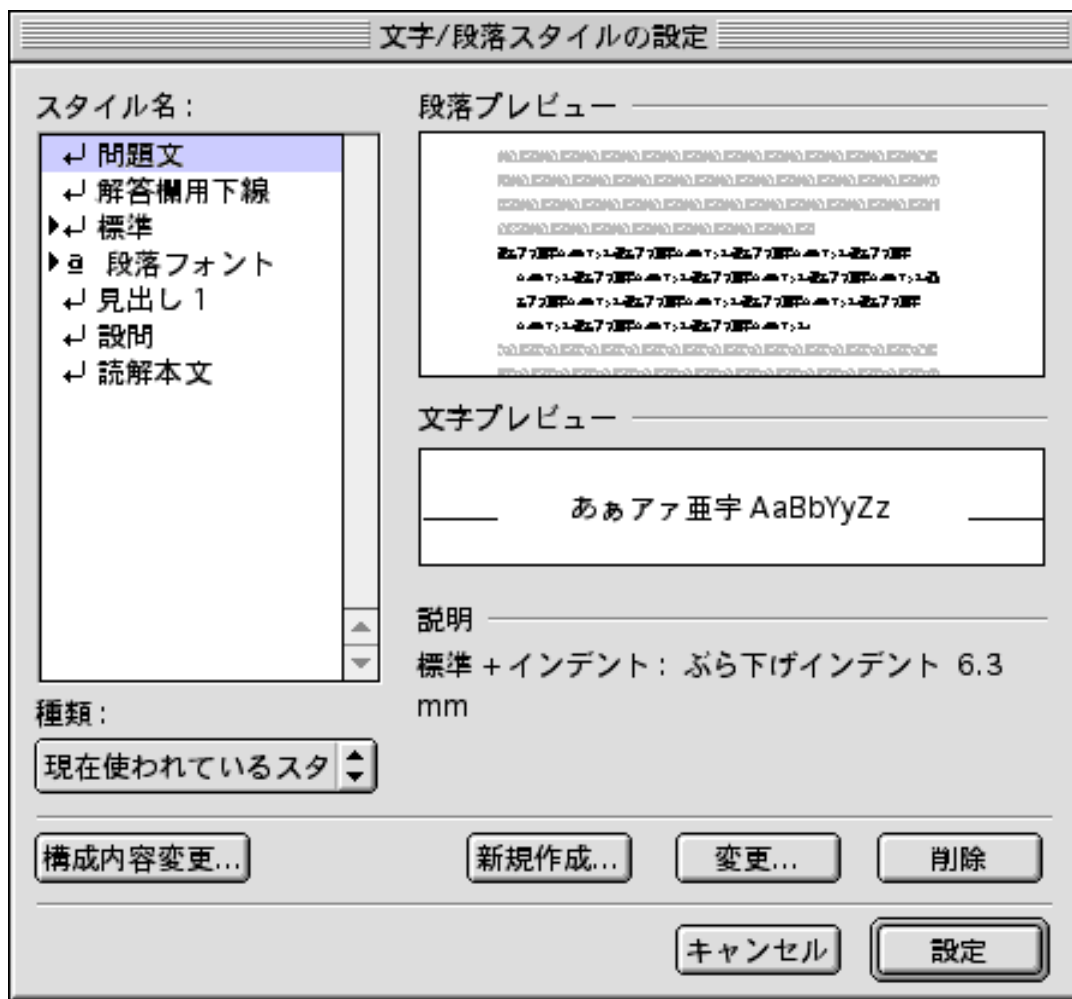 文字/段落スタイルの設定
スタイル名:
問題文
解答欄用下線
標準
a 段落フォント
見出し 1
設問
読解本文
種類:
現在使われているスタ
段落プレビュー
文字プレビュー
あぁアァ亜宇 AaBbYyZz
説明
標準 + インデント: ぶら下げインデント 6.3
mm
構成内容変更...
新規作成...
変更...
削除
キャンセル
設定